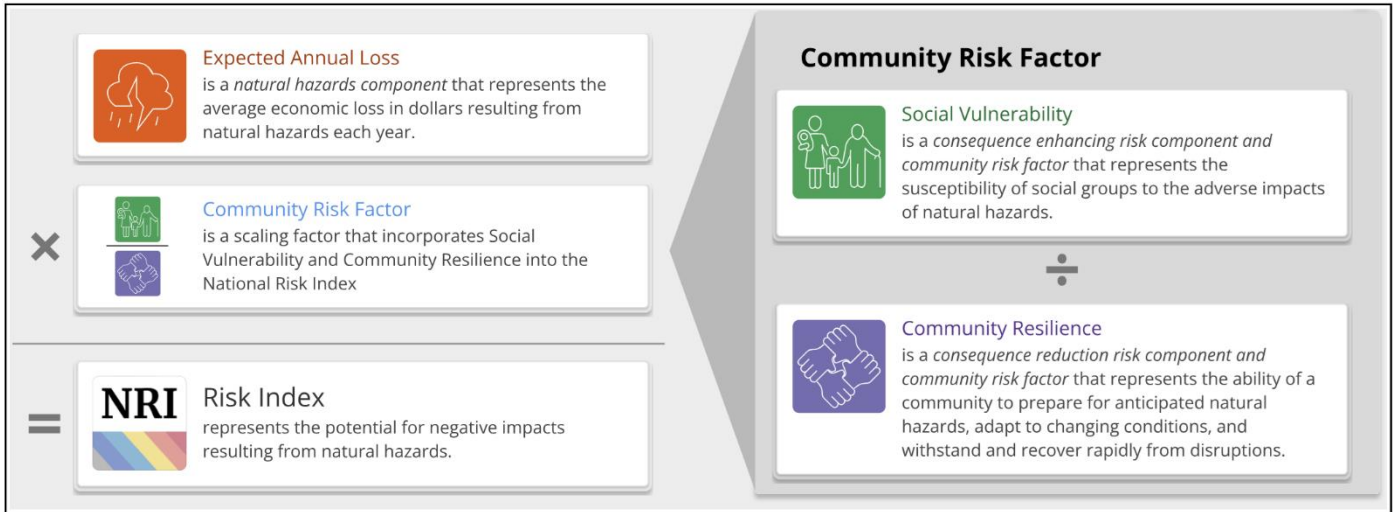 Expected Annual Loss
is a natural hazards component that represents the
average economic loss in dollars resulting from
natural hazards each year.
×
Community Risk Factor
is a scaling factor that incorporates Social
Vulnerability and Community Resilience into the
National Risk Index
=
NRI
Risk Index
represents the potential for negative impacts
resulting from natural hazards.
Community Risk Factor
Social Vulnerability
is a consequence enhancing risk component and
community risk factor that represents the
susceptibility of social groups to the adverse impacts
of natural hazards.
÷
Community Resilience
is a consequence reduction risk component and
community risk factor that represents the ability of a
community to prepare for anticipated natural
hazards, adapt to changing conditions, and
withstand and recover rapidly from disruptions.